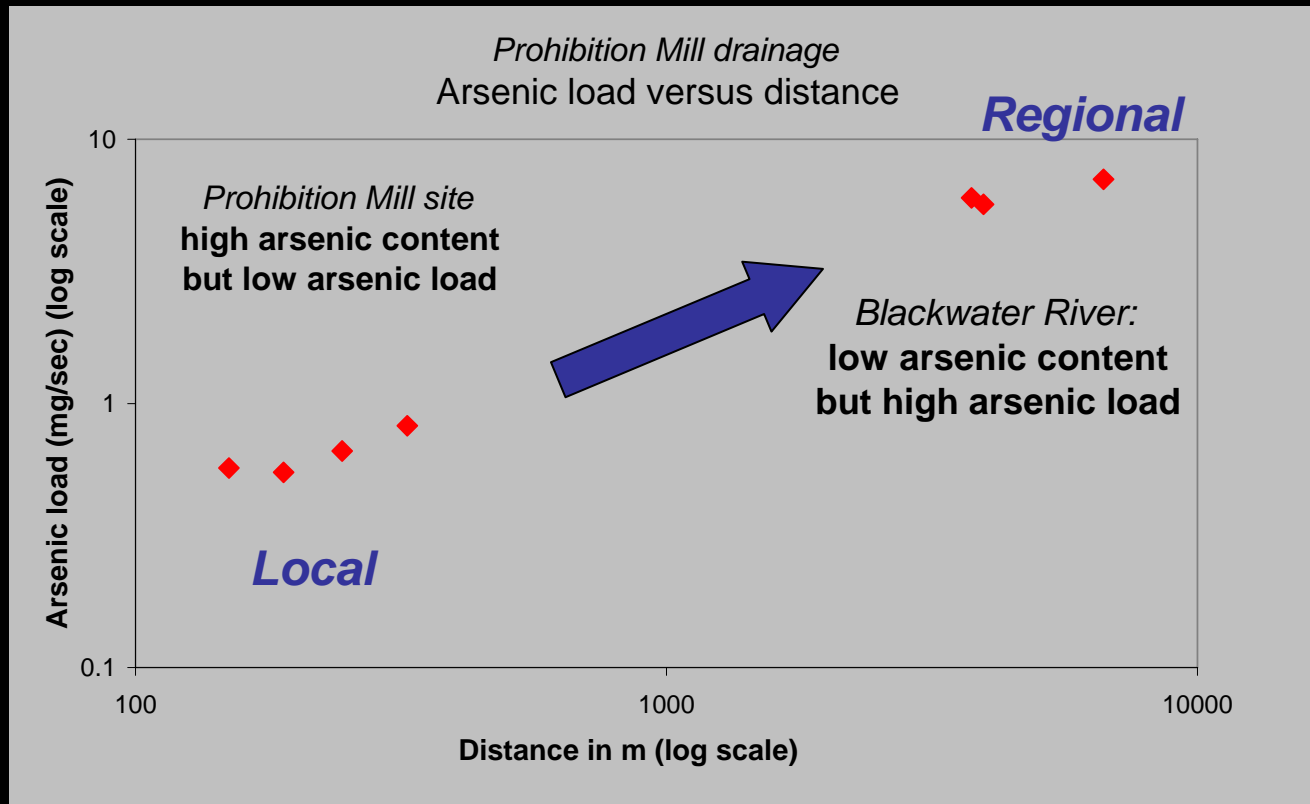 Prohibition Mill drainage
Arsenic load versus distance
Regional
10
Prohibition Mill site
high arsenic content
but low arsenic load
Blackwater River:
low arsenic content
but high arsenic load
Arsenic load (mg/sec) (log scale)
1
Local
0.1
100
1000
10000
Distance in m (log scale)